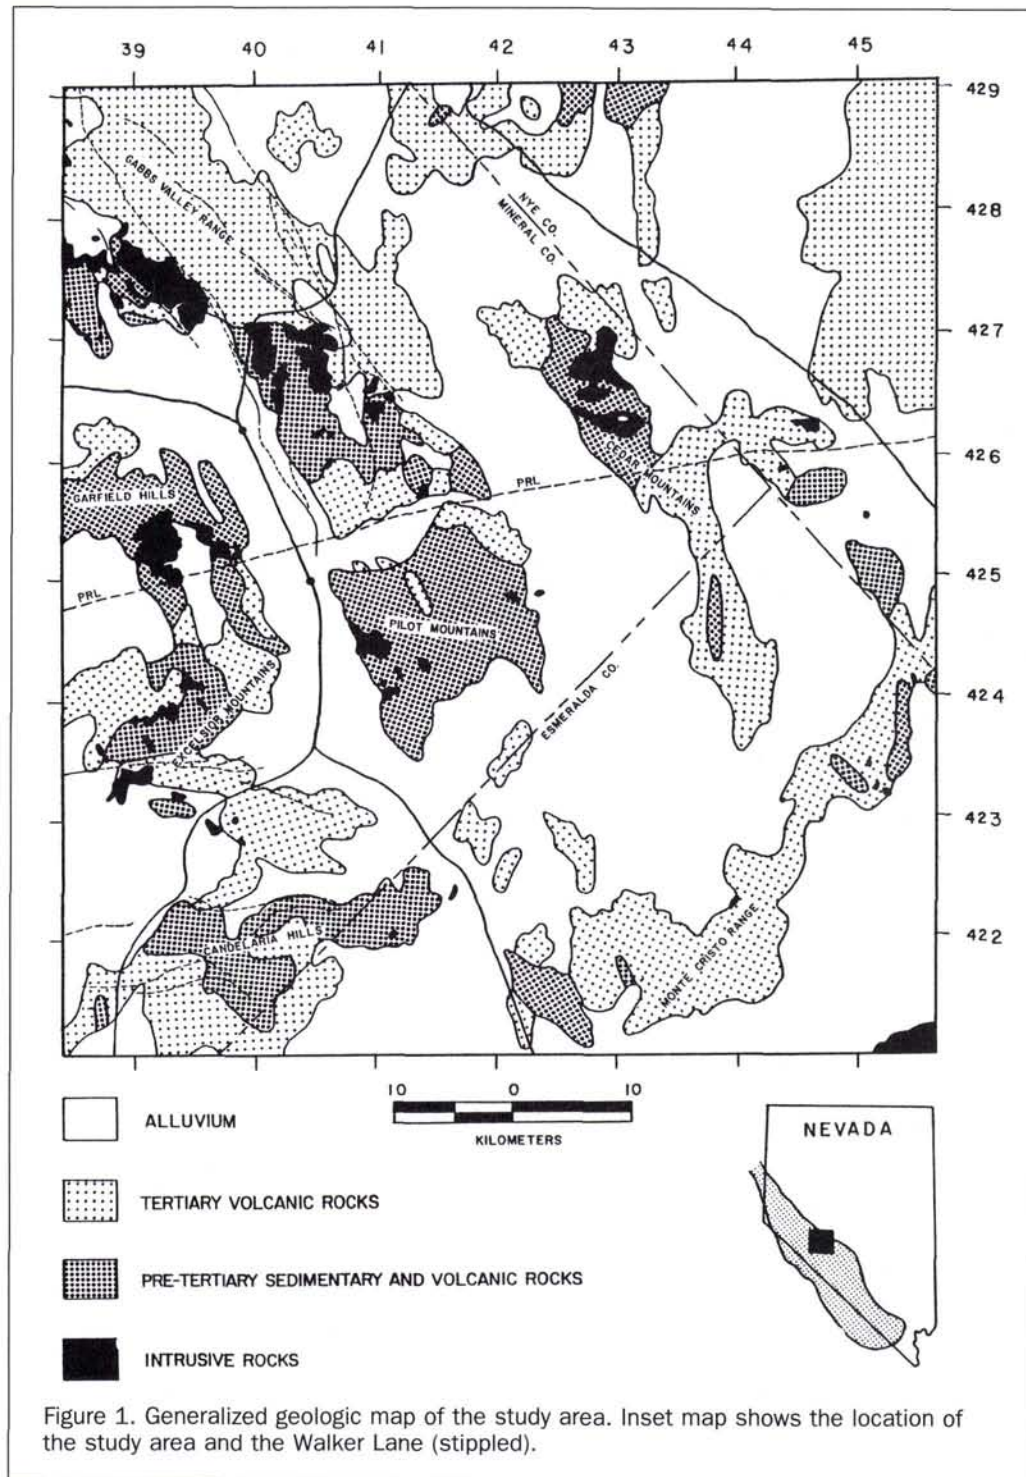 39 40 41 42 43 44 45
429
GABBS VALLEY RANGE
NYE CO.
MINERAL CO.
428
427
CEDAR MOUNTAINS
426
PRL
GARFIELD HILLS
425
PRL
PILOT MOUNTAINS
424
EXCELSIOR MOUNTAINS
ESMERALDA CO.
423
CANDELARIA HILLS
MONTE CRISTO RANGE
422
10 0 10
KILOMETERS
ALLUVIUM
TERTIARY VOLCANIC ROCKS
PRE-TERTIARY SEDIMENTARY AND VOLCANIC ROCKS
INTRUSIVE ROCKS
NEVADA
Figure 1. Generalized geologic map of the study area. Inset map shows the location of
the study area and the Walker Lane (stippled).